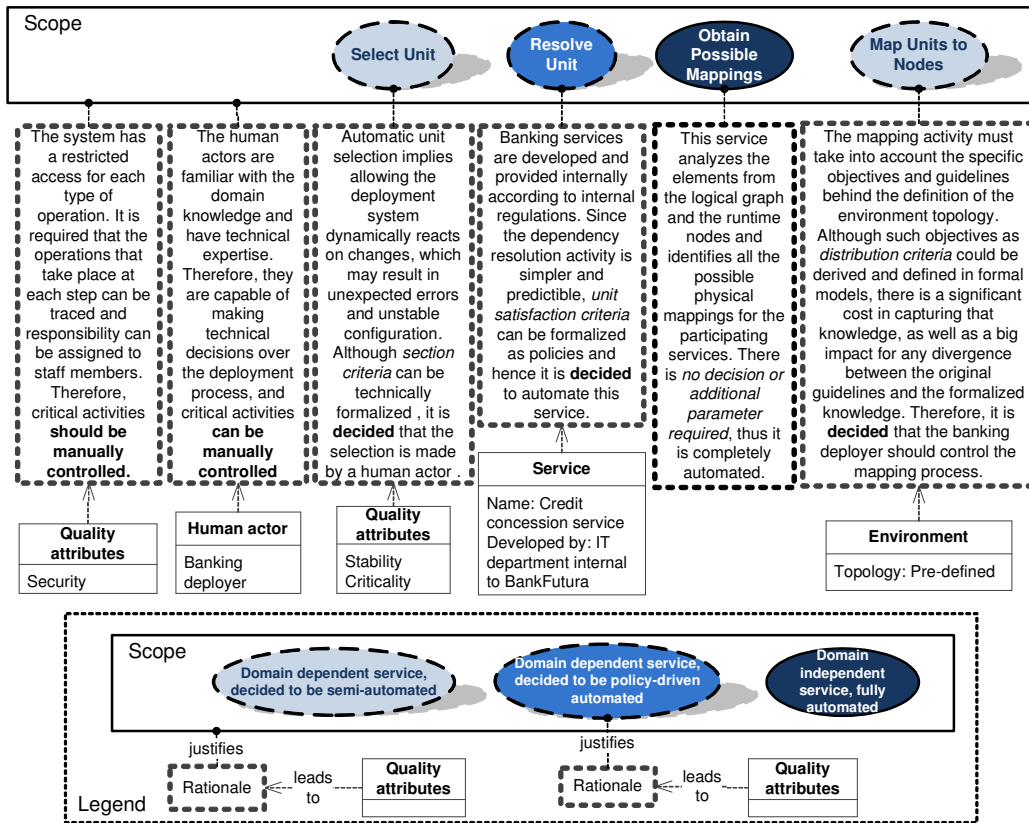 Scope
Select Unit
Resolve
Unit
Obtain
Possible
Mappings
Map Units to
Nodes
The system has
a restricted
access for each
type of
operation. It is
required that the
operations that
take place at
each step can be
traced and
responsibility can
be assigned to
staff members.
Therefore,
critical activities
should be
manually
controlled.
The human
actors are
familiar with the
domain
knowledge and
have technical
expertise.
Therefore, they
are capable of
making
technical
decisions over
the deployment
process, and
critical activities
can be
manually
controlled
Automatic unit
selection implies
allowing the
deployment
system
dynamically reacts
on changes, which
may result in
unexpected errors
and unstable
configuration.
Although section
criteria can be
technically
formalized , it is
decided that the
selection is made
by a human actor .
Banking services
are developed and
provided internally
according to internal
regulations. Since
the dependency
resolution activity is
simpler and
predictible, unit
satisfaction criteria
can be formalized
as policies and
hence it is decided
to automate this
service.
This service
analyzes the
elements from
the logical graph
and the runtime
nodes and
identifies all the
possible
physical
mappings for the
participating
services. There
is no decision or
additional
parameter
required, thus it
is completely
automated.
The mapping activity must
take into account the specific
objectives and guidelines
behind the definition of the
environment topology.
Although such objectives as
distribution criteria could be
derived and defined in formal
models, there is a significant
cost in capturing that
knowledge, as well as a big
impact for any divergence
between the original
guidelines and the formalized
knowledge. Therefore, it is
decided that the banking
deployer should control the
mapping process.
Quality
attributes
Security
Human actor
Banking
deployer
Quality
attributes
Stability
Criticality
Service
Name: Credit
concession service
Developed by: IT
department internal
to BankFutura
Environment
Topology: Pre-defined
Scope
Domain dependent service,
decided to be semi-automated
Domain dependent service,
decided to be policy-driven
automated
Domain
independent
service, fully
automated
justifies
Rationale
leads
to
Quality
attributes
justifies
Rationale
leads
to
Quality
attributes
Legend